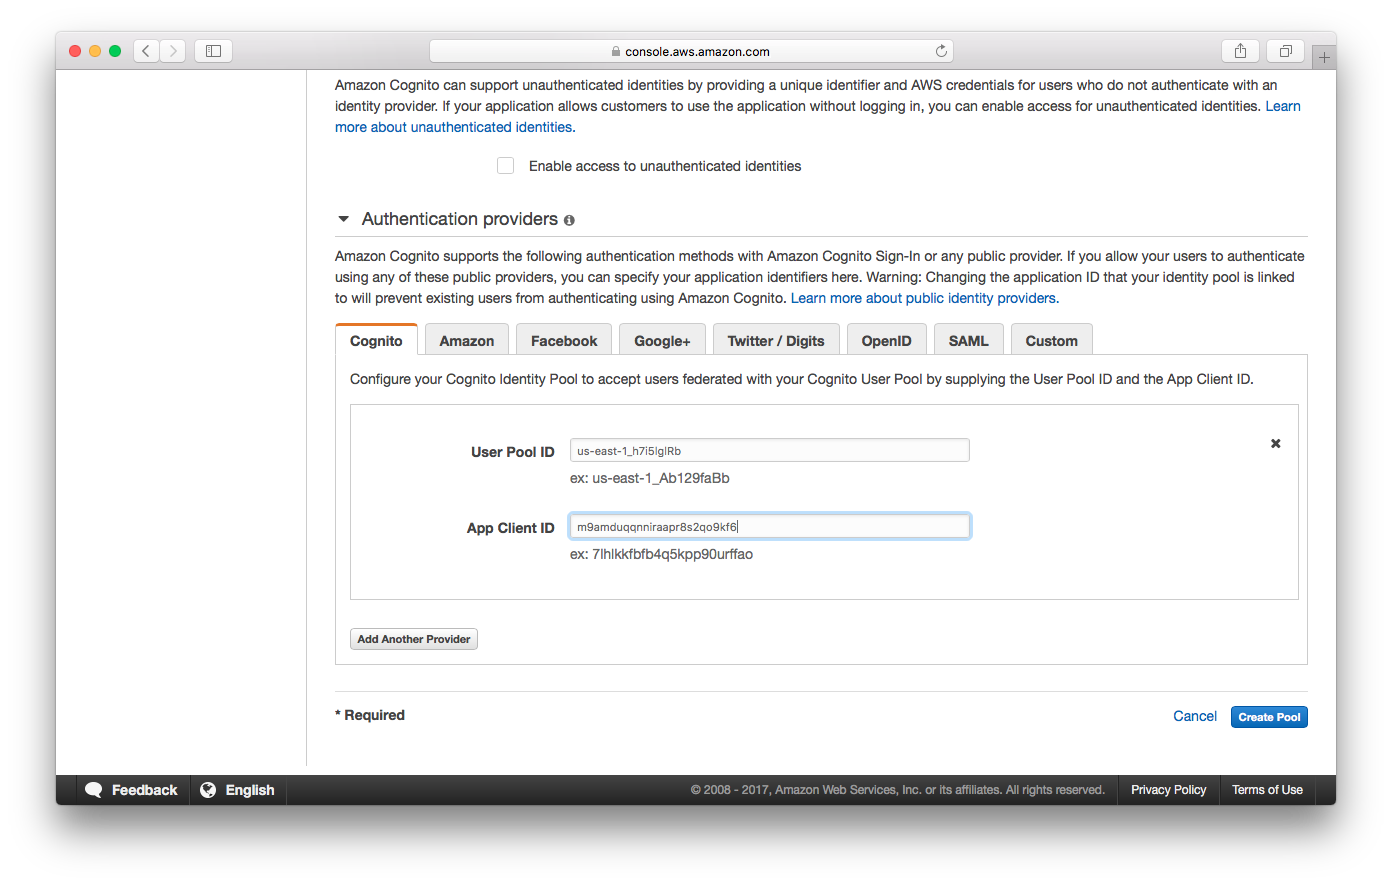 console.aws.amazon.com
Amazon Cognito can support unauthenticated identities by providing a unique identifier and AWS credentials for users who do not authenticate with an
identity provider. If your application allows customers to use the application without logging in, you can enable access for unauthenticated identities. Learn
more about unauthenticated identities.
Enable access to unauthenticated identities
Authentication providers
Amazon Cognito supports the following authentication methods with Amazon Cognito Sign-In or any public provider. If you allow your users to authenticate
using any of these public providers, you can specify your application identifiers here. Warning: Changing the application ID that your identity pool is linked
to will prevent existing users from authenticating using Amazon Cognito. Learn more about public identity providers.
Cognito Amazon Facebook Google+ Twitter / Digits OpenID SAML Custom
Configure your Cognito Identity Pool to accept users federated with your Cognito User Pool by supplying the User Pool ID and the App Client ID.
User Pool ID us-east-1_h7i5IglRb
ex: us-east-1_Ab129faBb
App Client ID m9amduqqnniraapr8s2qo9kf6
ex: 7lhlkkfbfb4q5kpp90urffao
Add Another Provider
* Required Cancel Create Pool
Feedback English © 2008 - 2017, Amazon Web Services, Inc. or its affiliates. All rights reserved. Privacy Policy Terms of Use